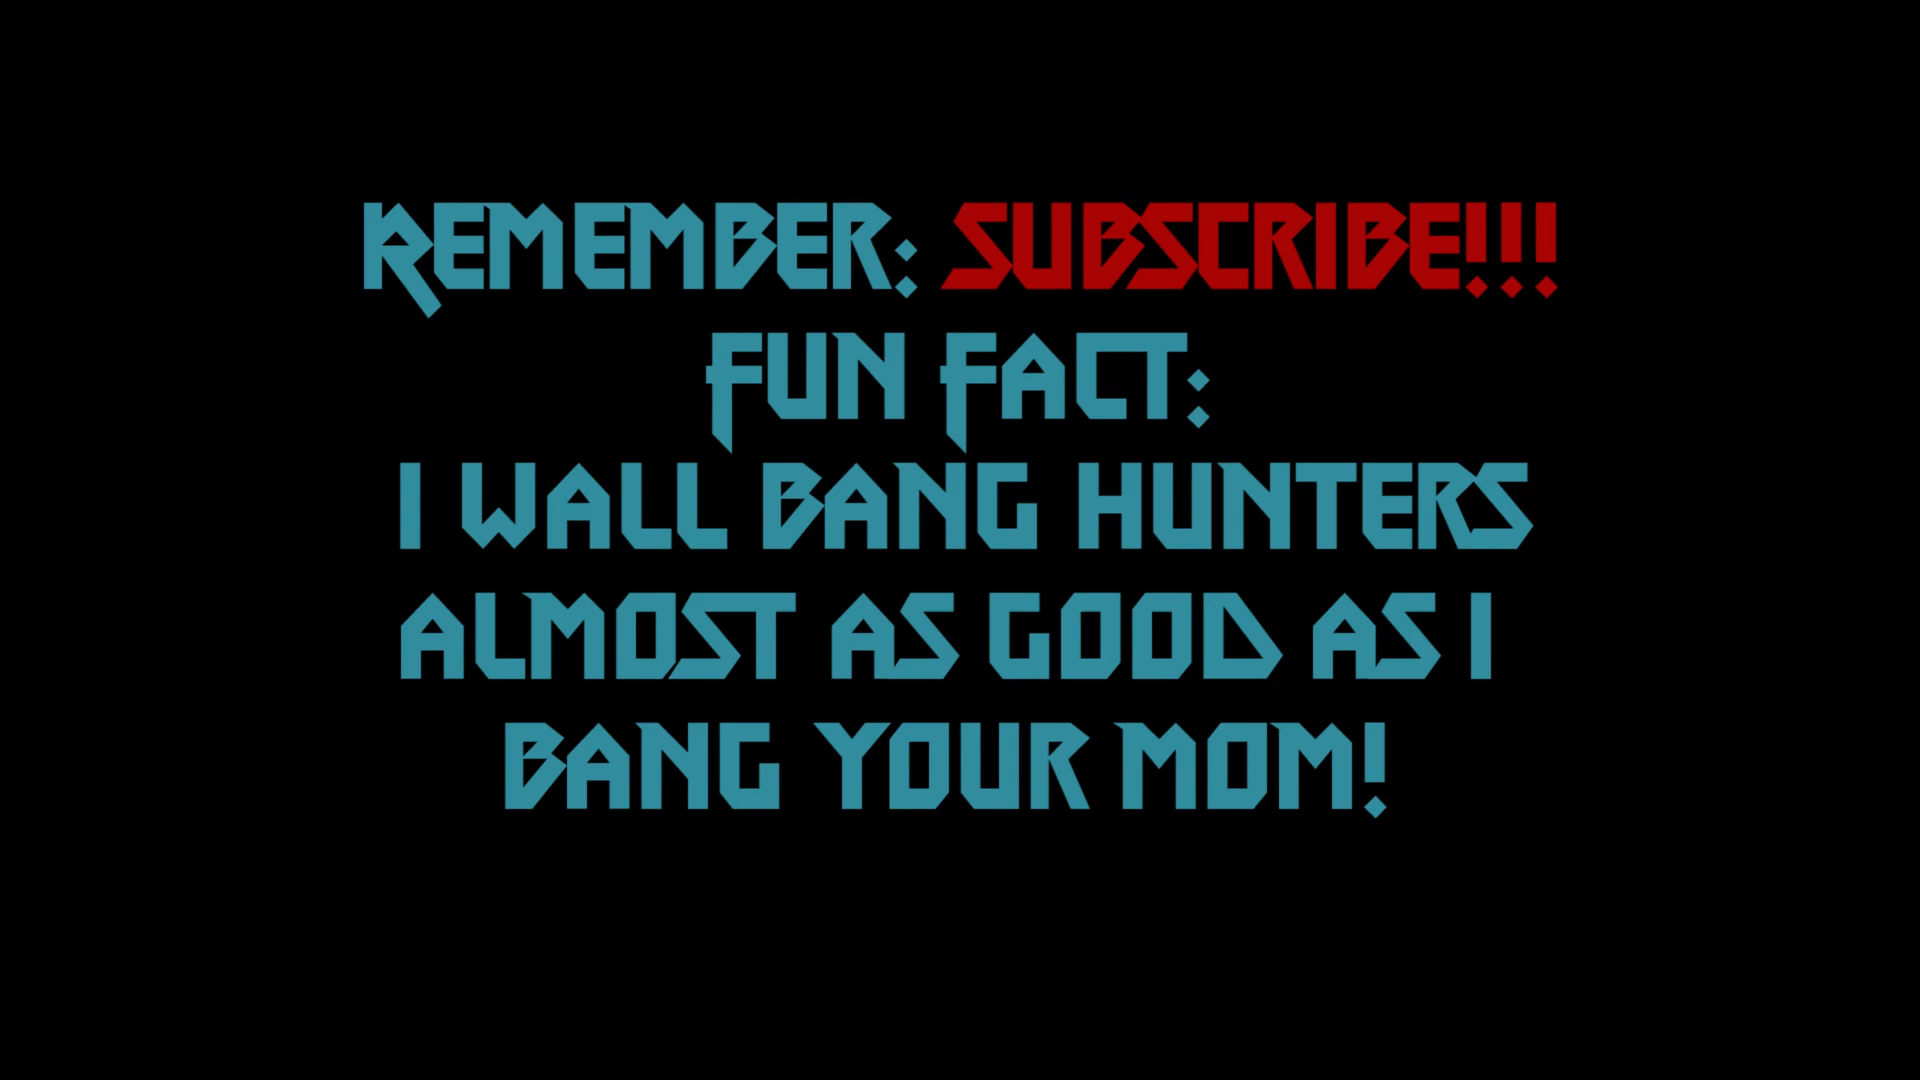 REMEMBER: SUBSCRIBE!!!
FUN FACT:
I WALL BANG HUNTERS
ALMOST AS GOOD AS I
BANG YOUR MOM!